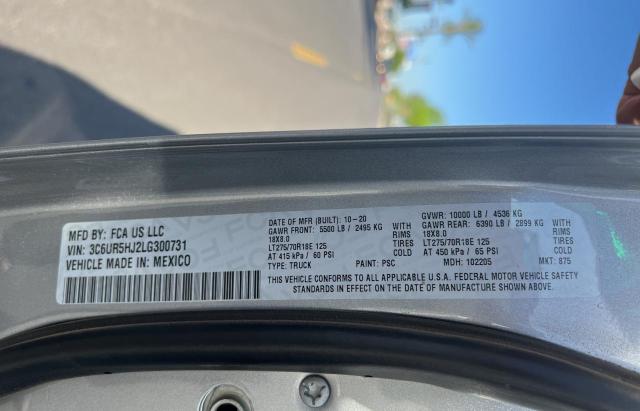 MFD BY: FCA US LLC
VIN: 3C6UR5HJ2LG300731
VEHICLE MADE IN: MEXICO
DATE OF MFR (BUILT): 10-20 GVWR: 10000 LB / 4536 KG
GAWR FRONT: 5500 LB / 2495 KG GAWR REAR: 6390 LB / 2899 KG
18X8.0 18X8.0
LT275/70R18E 125 TIRES LT275/70R18E 125 TIRES
AT 415 kPa / 60 PSI COLD AT 450 kPa / 65 PSI COLD
TYPE: TRUCK PAINT: PSC MDH: 102205 MKT: 875
THIS VEHICLE CONFORMS TO ALL APPLICABLE U.S.A. FEDERAL MOTOR VEHICLE SAFETY
STANDARDS IN EFFECT ON THE DATE OF MANUFACTURE SHOWN ABOVE.